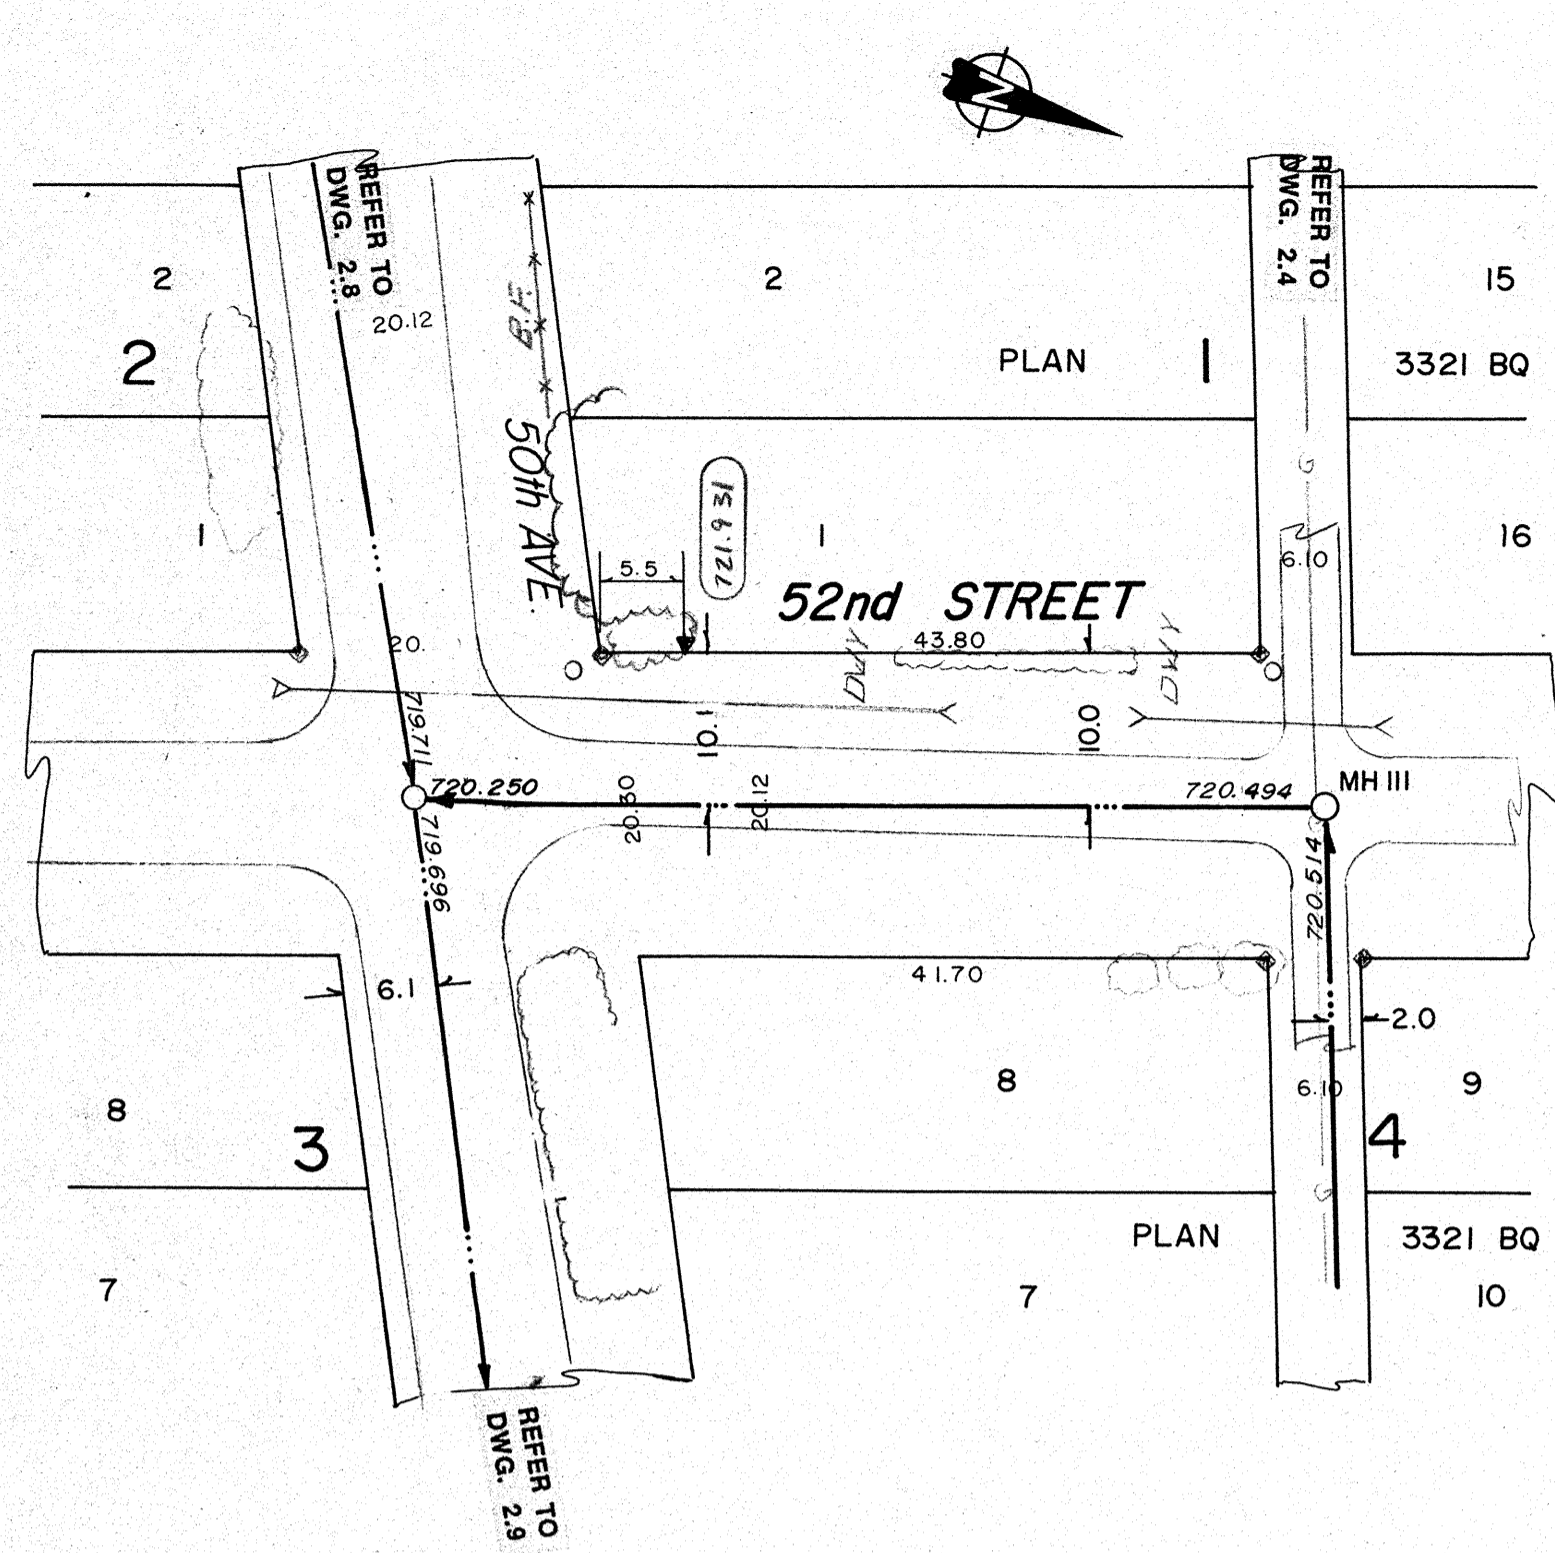 N
REFER TO
DWG. 2.8
REFER TO
DWG. 2.4
2
2
15
20.12
B.F.
2
PLAN
1
3321 BQ
50th AVE.
721.931
1
1
16
6.10
5.5
52nd STREET
20.
43.80
DWY
DWY
719.711
10.1
10.0
720.250
20.30
20.12
720.494
MH 111
719.696
720.514
6.1
41.70
2.0
8
8
6.10
9
3
4
PLAN
3321 BQ
7
7
10
G
G
REFER TO
DWG. 2.9